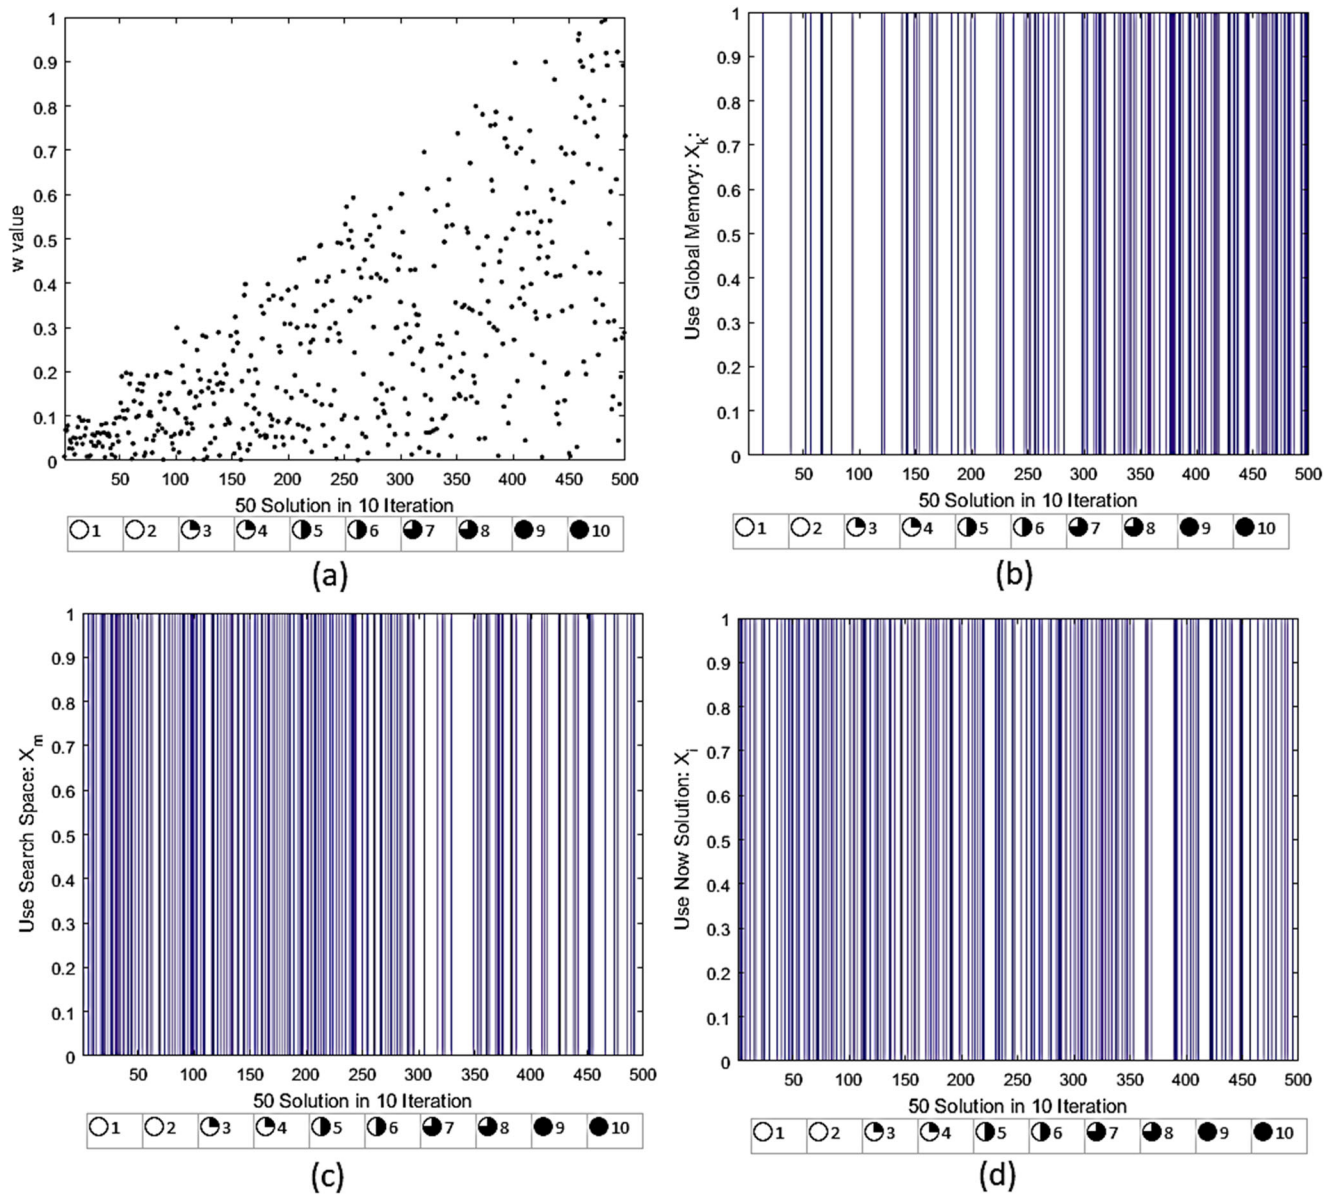 1
0.9
0.8
0.7
0.6
0.5
0.4
0.3
0.2
0.1
0
w value
50 100 150 200 250 300 350 400 450 500
50 Solution in 10 Iteration
1 2 3 4 5 6 7 8 9 10
(a)
1
0.9
0.8
0.7
0.6
0.5
0.4
0.3
0.2
0.1
0
Use Global Memory: X_k:
50 100 150 200 250 300 350 400 450 500
50 Solution in 10 Iteration
1 2 3 4 5 6 7 8 9 10
(b)
1
0.9
0.8
0.7
0.6
0.5
0.4
0.3
0.2
0.1
0
Use Search Space: X_m
50 100 150 200 250 300 350 400 450 500
50 Solution in 10 Iteration
1 2 3 4 5 6 7 8 9 10
(c)
1
0.9
0.8
0.7
0.6
0.5
0.4
0.3
0.2
0.1
0
Use Now Solution: X_i
50 100 150 200 250 300 350 400 450 500
50 Solution in 10 Iteration
1 2 3 4 5 6 7 8 9 10
(d)